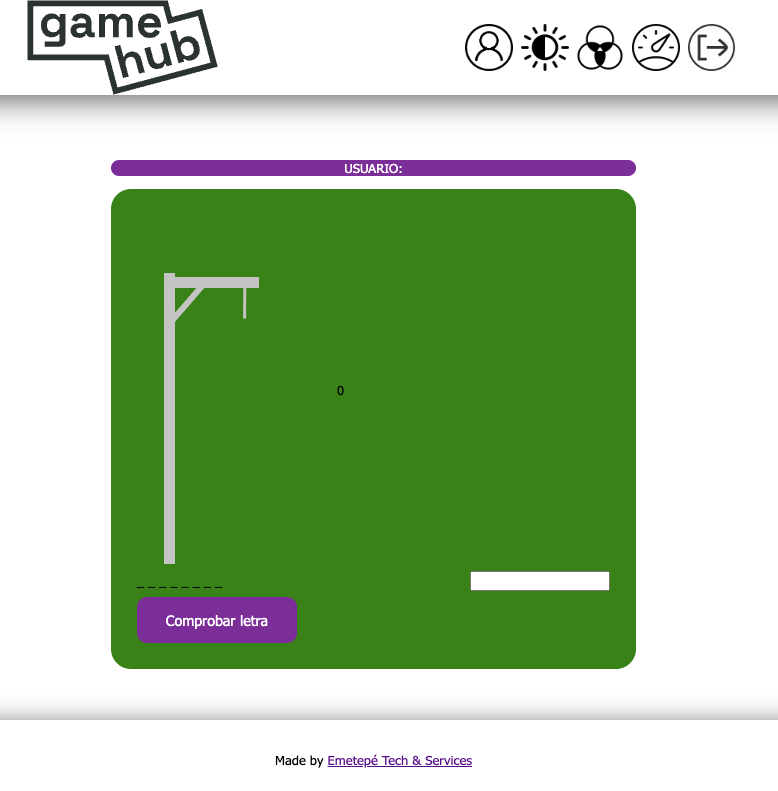 game
hub
USUARIO:
0
_ _ _ _ _ _ _ _
Comprobar letra
Made by Emetepé Tech & Services